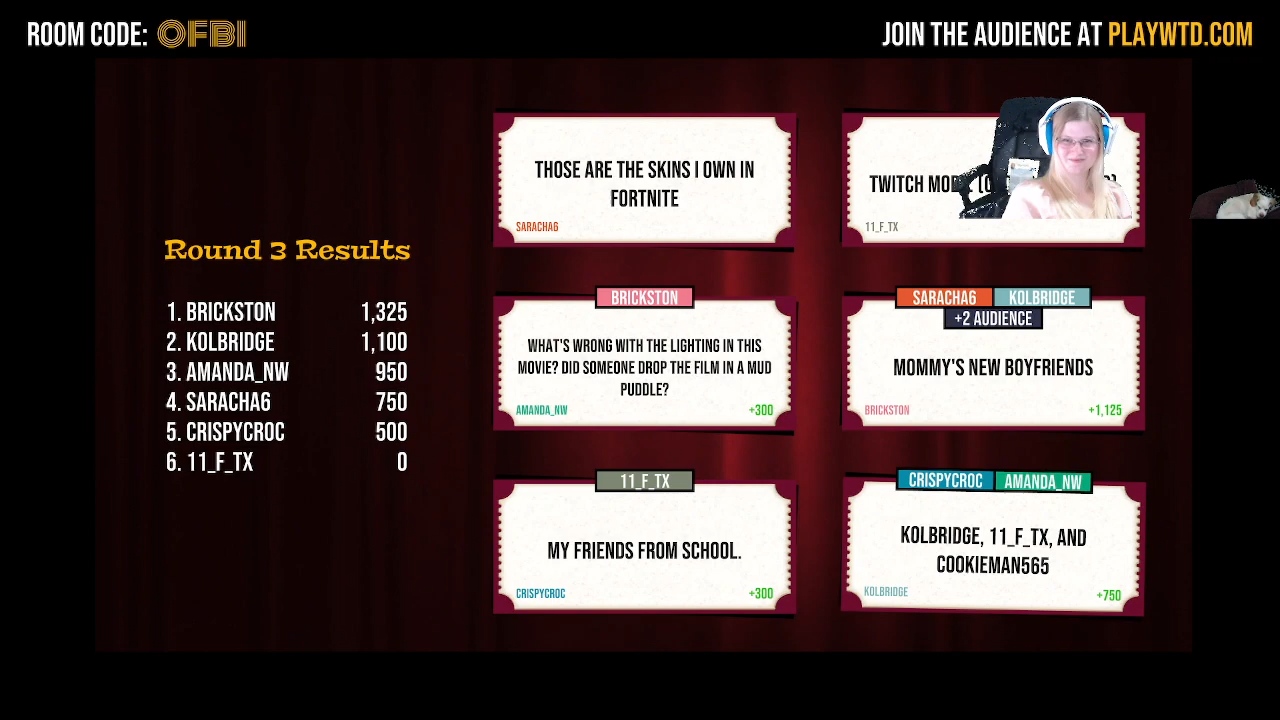 ROOM CODE: OFBI
JOIN THE AUDIENCE AT PLAYWTD.COM
Round 3 Results
1. BRICKSTON 1,325
2. KOLBRIDGE 1,100
3. AMANDA_NW 950
4. SARACHA6 750
5. CRISPYCROC 500
6. 11_F_TX 0
THOSE ARE THE SKINS I OWN IN
FORTNITE
SARACHA6
TWITCH
11_F_TX
BRICKSTON
WHAT'S WRONG WITH THE LIGHTING IN THIS
MOVIE? DID SOMEONE DROP THE FILM IN A MUD
PUDDLE?
AMANDA_NW +300
SARACHA6 KOLBRIDGE
+2 AUDIENCE
MOMMY'S NEW BOYFRIENDS
BRICKSTON +1,125
11_F_TX
MY FRIENDS FROM SCHOOL.
CRISPYCROC +300
CRISPYCROC AMANDA_NW
KOLBRIDGE, 11_F_TX, AND
COOKIEMAN565
KOLBRIDGE +750